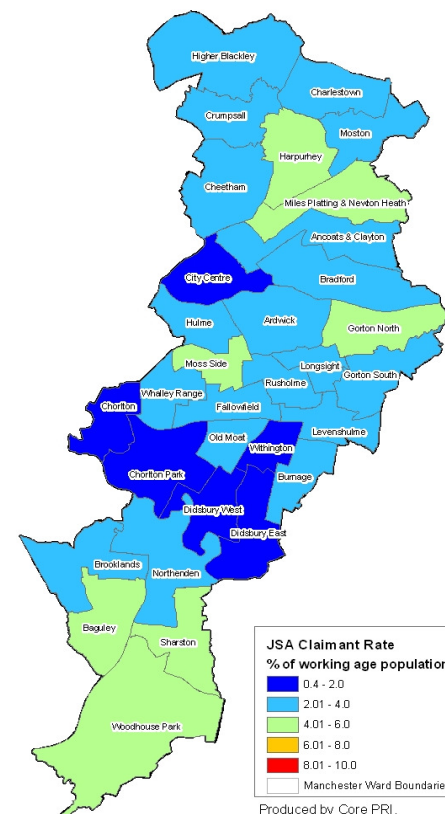 Higher Blackley
Charlestown
Crumpsall
Moston
Harpurhey
Cheetham
Miles Platting & Newton Heath
Ancoats & Clayton
City Centre
Bradford
Hulme
Ardwick
Gorton North
Moss Side
Longsight
Gorton South
Rusholme
Whalley Range
Chorlton
Fallowfield
Levenshulme
Old Moat
Withington
Chorlton Park
Burnage
Didsbury West
Didsbury East
Brooklands
Northenden
Baguley
Sharston
Woodhouse Park
JSA Claimant Rate
% of working age population
0.4 - 2.0
2.01 - 4.0
4.01 - 6.0
6.01 - 8.0
8.01 - 10.0
Manchester Ward Boundarie
Produced by Core PRI.